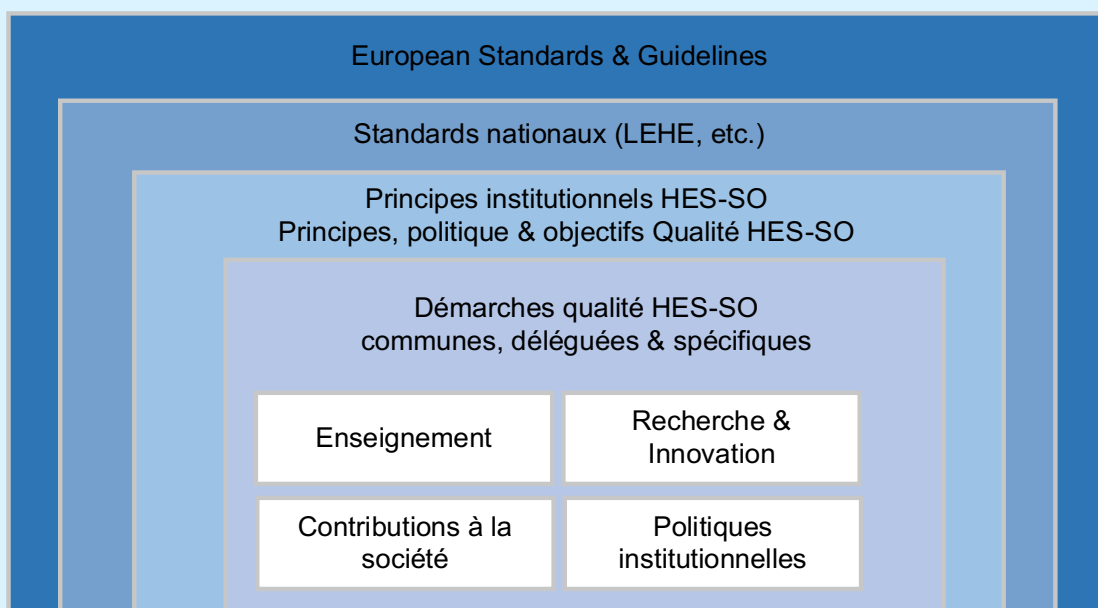 European Standards & Guidelines
Standards nationaux (LEHE, etc.)
Principes institutionnels HES-SO
Principes, politique & objectifs Qualité HES-SO
Démarches qualité HES-SO
communes, déléguées & spécifiques
Enseignement
Recherche &
Innovation
Contributions à la
société
Politiques
institutionnelles